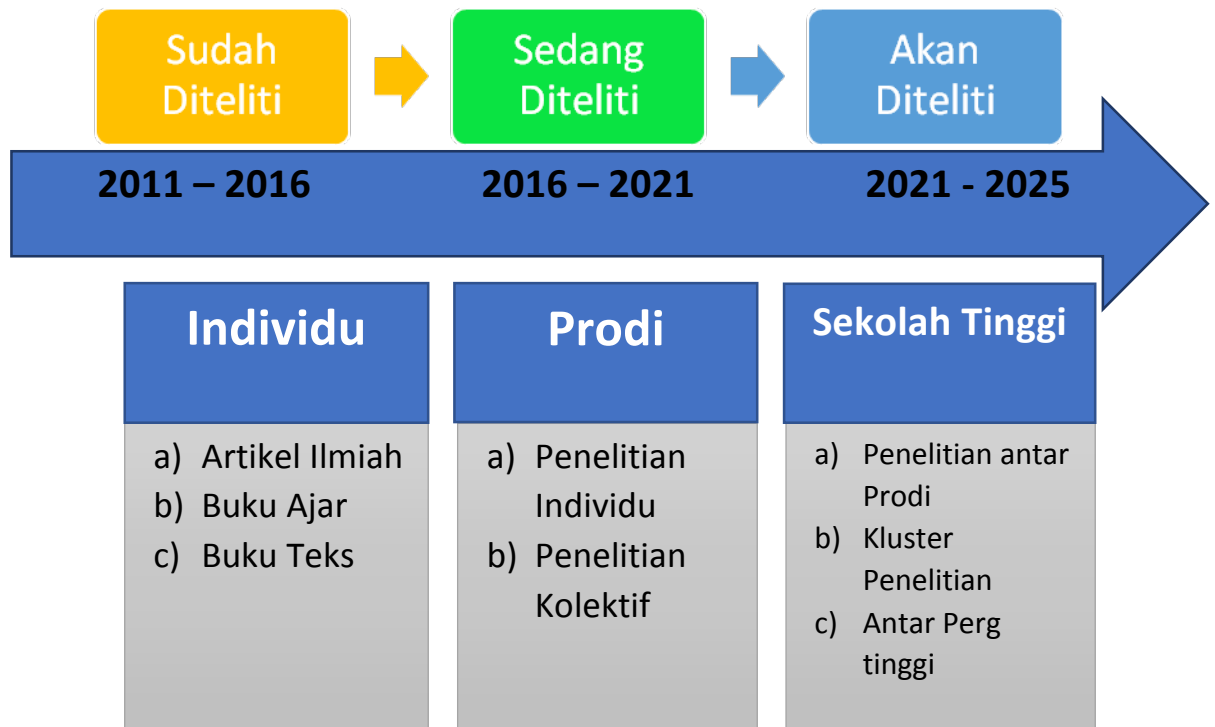 Sudah
Diteliti
Sedang
Diteliti
Akan
Diteliti
2011 – 2016
2016 – 2021
2021 - 2025
Individu
Prodi
Sekolah Tinggi
a) Artikel Ilmiah
b) Buku Ajar
c) Buku Teks
a) Penelitian
Individu
b) Penelitian
Kolektif
a) Penelitian antar
Prodi
b) Kluster
Penelitian
c) Antar Perg
tinggi